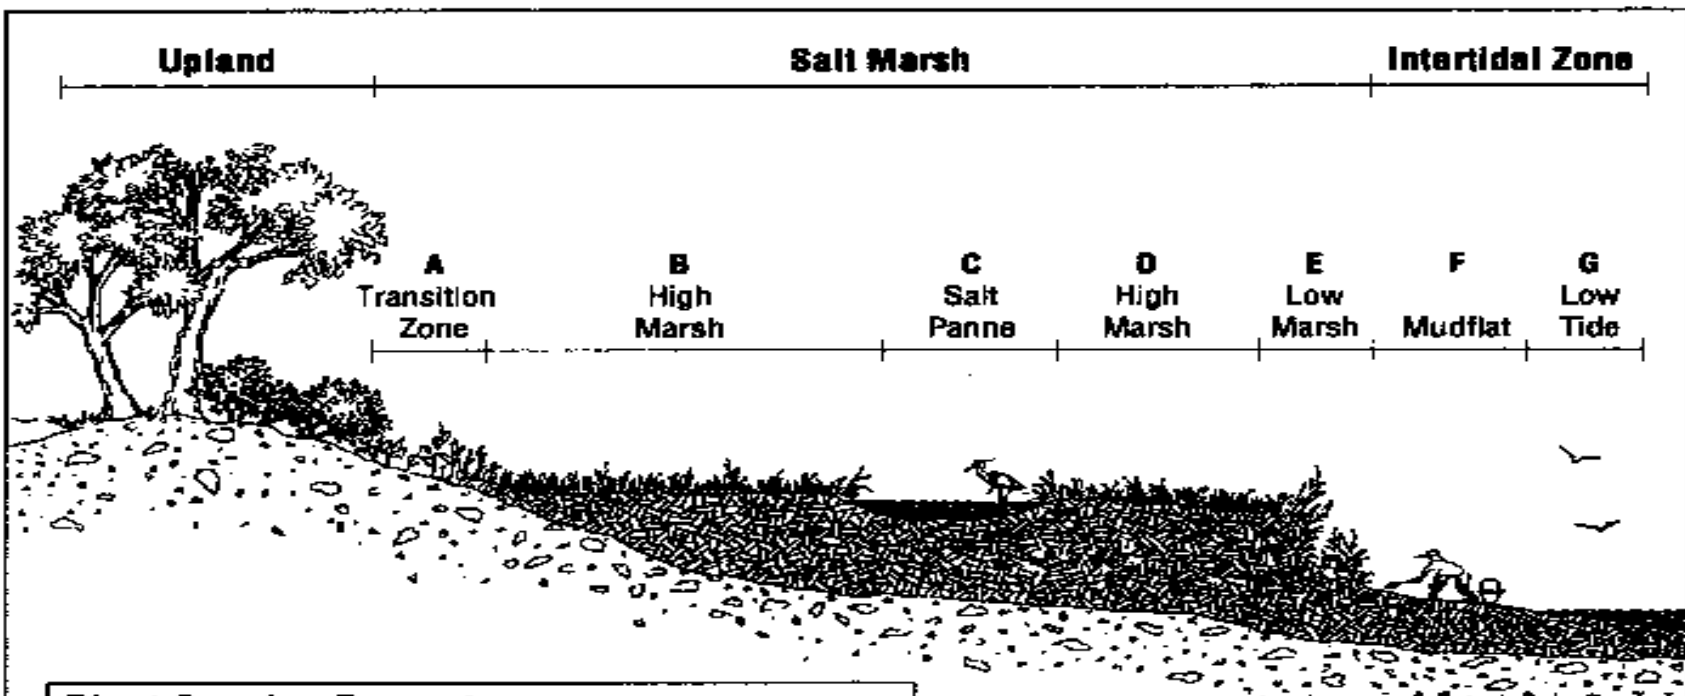 Upland Salt Marsh Intertidal Zone
A B C D E F G
Transition High Salt High Low Low
Zone Marsh Panne Marsh Marsh Mudflat Tide